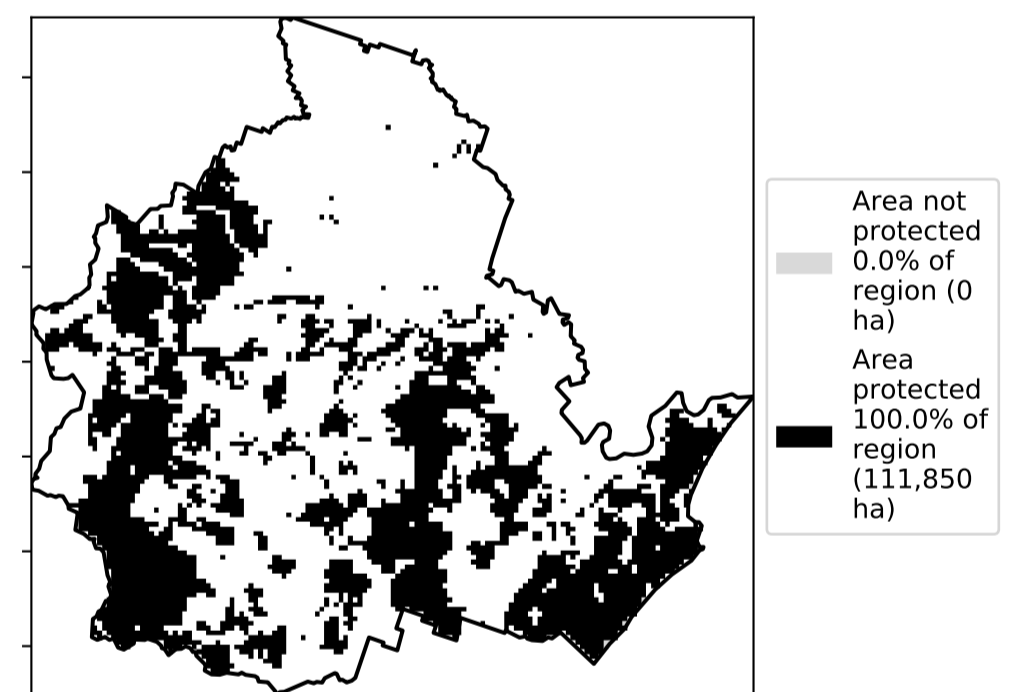 Area not
protected
0.0% of
region (0
ha)
Area
protected
100.0% of
region
(111,850
ha)